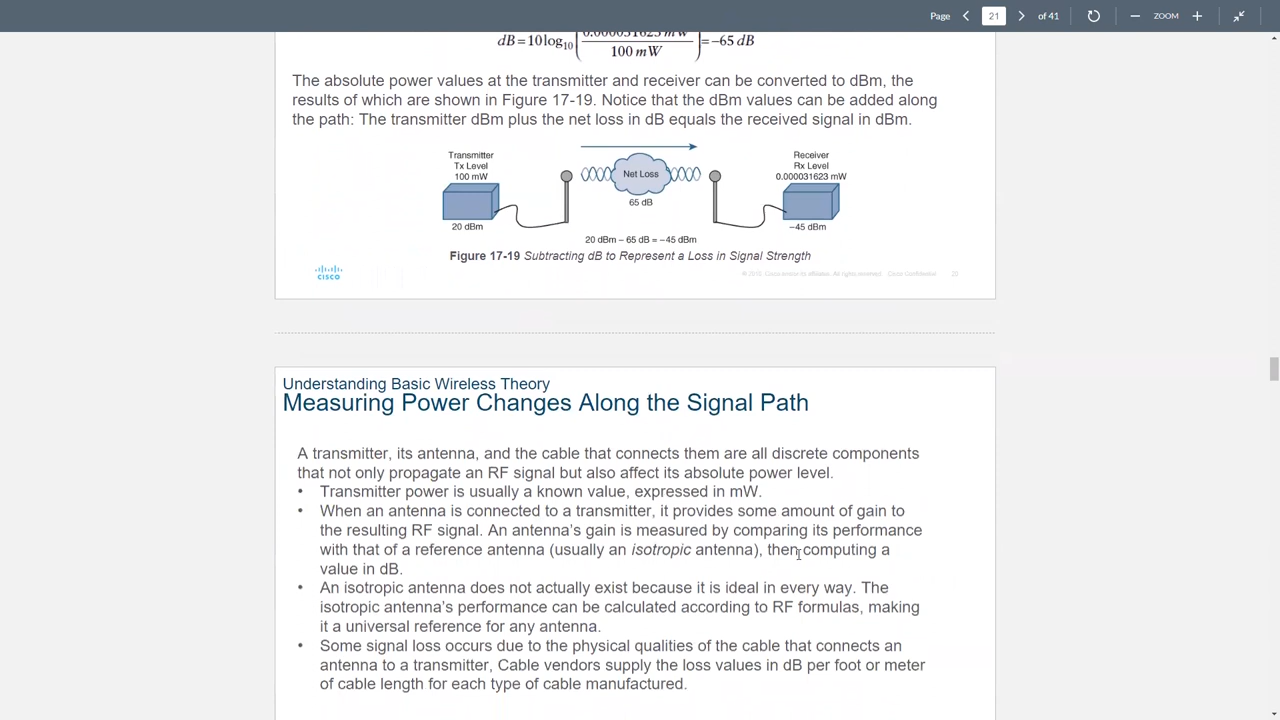 Page 21 of 41 ZOOM
dB = 10log10 ( 0.000031623 mW / 100 mW ) = −65 dB
The absolute power values at the transmitter and receiver can be converted to dBm, the
results of which are shown in Figure 17-19. Notice that the dBm values can be added along
the path: The transmitter dBm plus the net loss in dB equals the received signal in dBm.
Transmitter
Tx Level
100 mW
20 dBm
Net Loss
65 dB
Receiver
Rx Level
0.000031623 mW
−45 dBm
20 dBm – 65 dB = −45 dBm
Figure 17-19 Subtracting dB to Represent a Loss in Signal Strength
CISCO
All rights reserved. Cisco Confidential
Understanding Basic Wireless Theory
Measuring Power Changes Along the Signal Path
A transmitter, its antenna, and the cable that connects them are all discrete components
that not only propagate an RF signal but also affect its absolute power level.
• Transmitter power is usually a known value, expressed in mW.
• When an antenna is connected to a transmitter, it provides some amount of gain to
the resulting RF signal. An antenna's gain is measured by comparing its performance
with that of a reference antenna (usually an isotropic antenna), then computing a
value in dB.
• An isotropic antenna does not actually exist because it is ideal in every way. The
isotropic antenna's performance can be calculated according to RF formulas, making
it a universal reference for any antenna.
• Some signal loss occurs due to the physical qualities of the cable that connects an
antenna to a transmitter, Cable vendors supply the loss values in dB per foot or meter
of cable length for each type of cable manufactured.